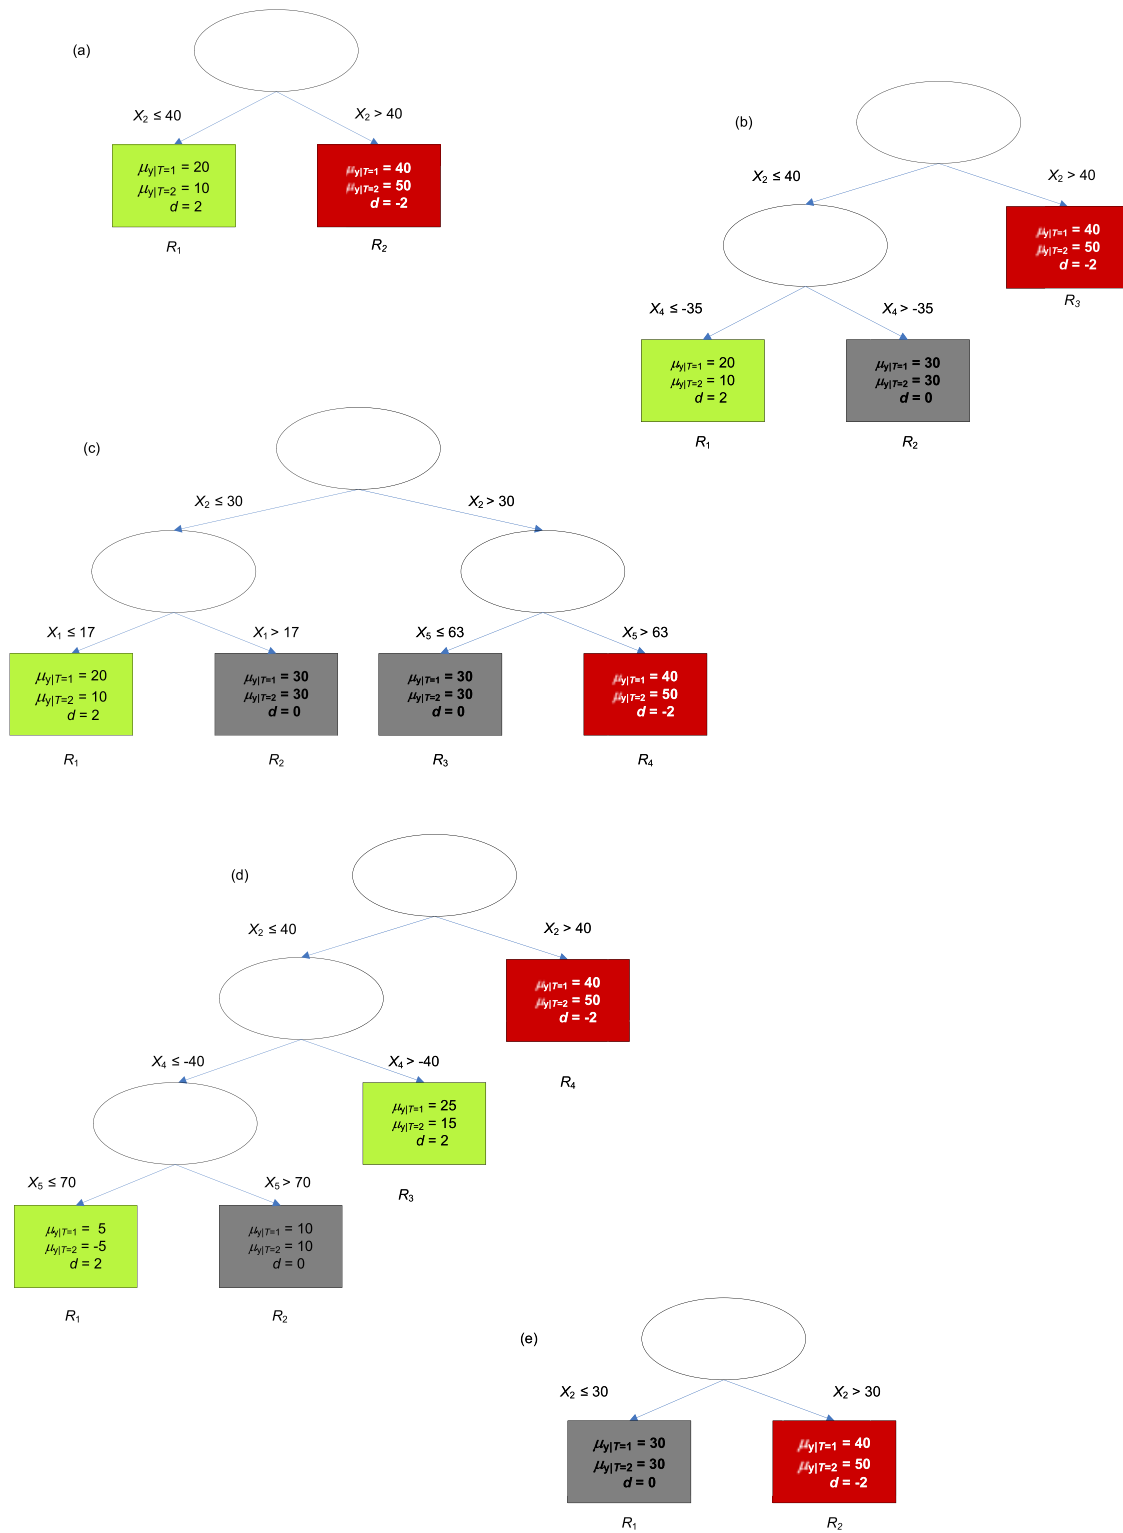 (a)
X₂ ≤ 40
X₂ > 40
μy|T=1 = 20
μy|T=2 = 10
d = 2
R₁
μy|T=1 = 40
μy|T=2 = 50
d = -2
R₂
(b)
X₂ ≤ 40
X₂ > 40
μy|T=1 = 40
μy|T=2 = 50
d = -2
R₃
X₄ ≤ -35
X₄ > -35
μy|T=1 = 20
μy|T=2 = 10
d = 2
R₁
μy|T=1 = 30
μy|T=2 = 30
d = 0
R₂
(c)
X₂ ≤ 30
X₂ > 30
X₁ ≤ 17
X₁ > 17
X₅ ≤ 63
X₅ > 63
μy|T=1 = 20
μy|T=2 = 10
d = 2
R₁
μy|T=1 = 30
μy|T=2 = 30
d = 0
R₂
μy|T=1 = 30
μy|T=2 = 30
d = 0
R₃
μy|T=1 = 40
μy|T=2 = 50
d = -2
R₄
(d)
X₂ ≤ 40
X₂ > 40
μy|T=1 = 40
μy|T=2 = 50
d = -2
R₄
X₄ ≤ -40
X₄ > -40
μy|T=1 = 25
μy|T=2 = 15
d = 2
R₃
X₅ ≤ 70
X₅ > 70
μy|T=1 = 5
μy|T=2 = -5
d = 2
R₁
μy|T=1 = 10
μy|T=2 = 10
d = 0
R₂
(e)
X₂ ≤ 30
X₂ > 30
μy|T=1 = 30
μy|T=2 = 30
d = 0
R₁
μy|T=1 = 40
μy|T=2 = 50
d = -2
R₂